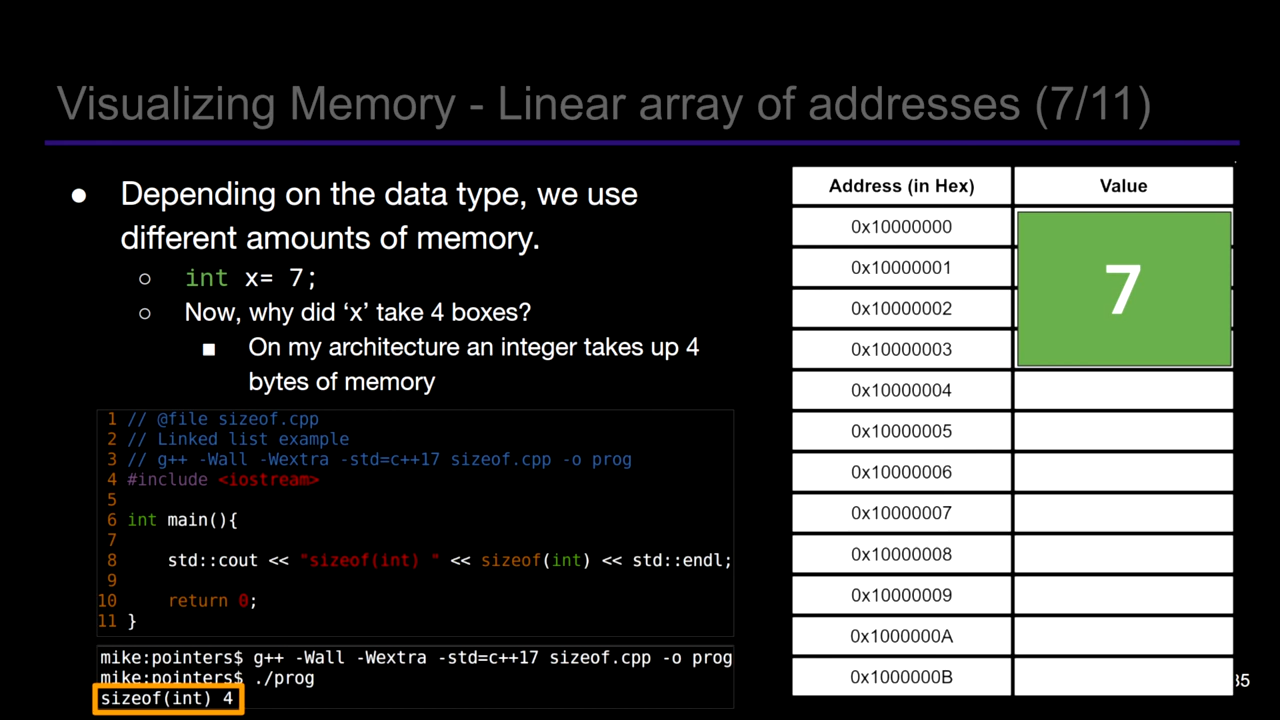 Visualizing Memory - Linear array of addresses (7/11)
● Depending on the data type, we use
different amounts of memory.
○ int x= 7;
○ Now, why did ‘x’ take 4 boxes?
■ On my architecture an integer takes up 4
bytes of memory
1 // @file sizeof.cpp
2 // Linked list example
3 // g++ -Wall -Wextra -std=c++17 sizeof.cpp -o prog
4 #include <iostream>
5
6 int main(){
7
8     std::cout << "sizeof(int) " << sizeof(int) << std::endl;
9
10     return 0;
11 }
mike:pointers$ g++ -Wall -Wextra -std=c++17 sizeof.cpp -o prog
mike:pointers$ ./prog
sizeof(int) 4
Address (in Hex) Value
0x10000000
0x10000001
7
0x10000002
0x10000003
0x10000004
0x10000005
0x10000006
0x10000007
0x10000008
0x10000009
0x1000000A
0x1000000B